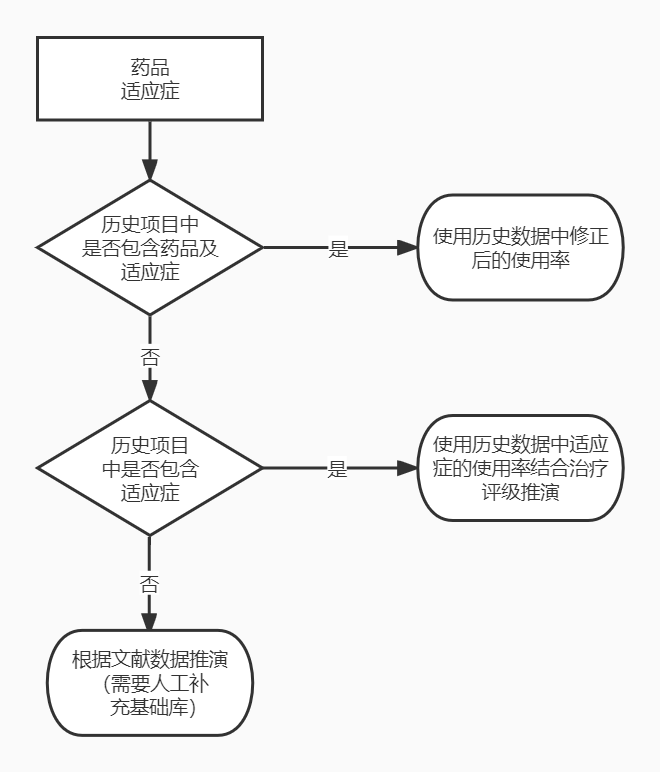 药品
适应症
历史项目中
是否包含药品及
适应症
是
使用历史数据中修正
后的使用率
否
历史项目
中是否包含
适应症
是
使用历史数据中适应
症的使用率结合治疗
评级推演
否
根据文献数据推演
（需要人工补
充基础库）